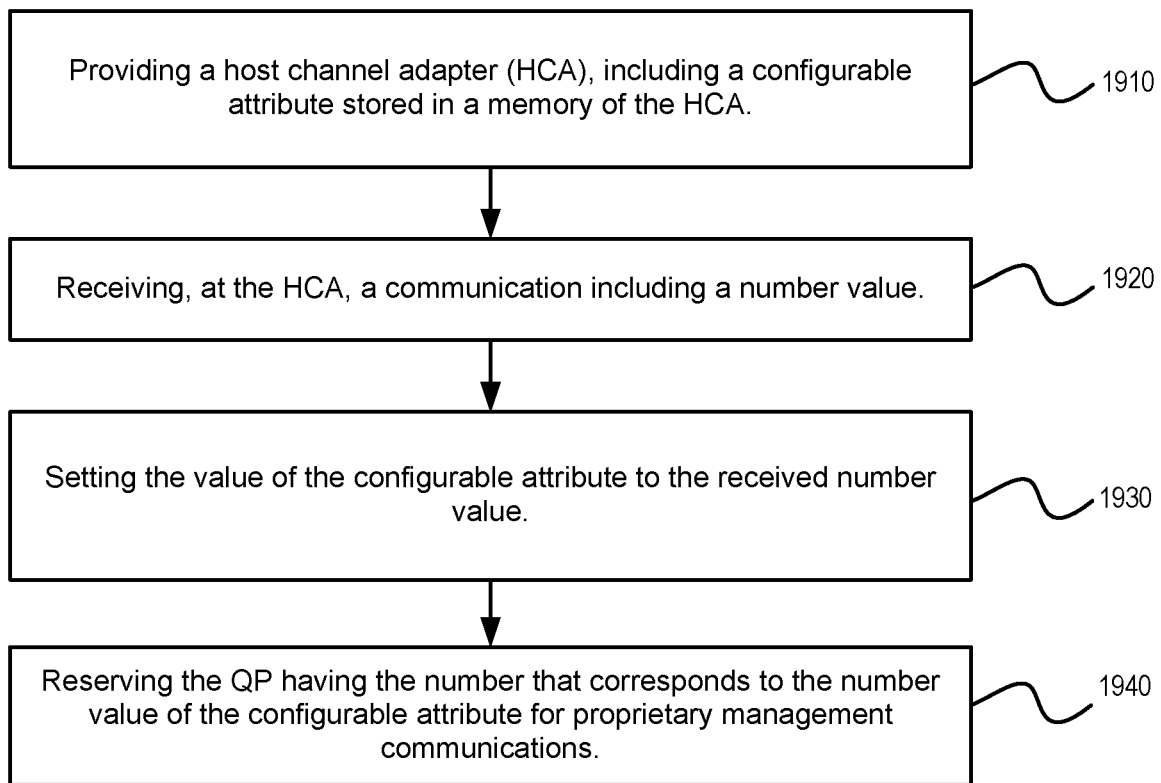 Providing a host channel adapter (HCA), including a configurable
attribute stored in a memory of the HCA.
1910
Receiving, at the HCA, a communication including a number value.
1920
Setting the value of the configurable attribute to the received number
value.
1930
Reserving the QP having the number that corresponds to the number
value of the configurable attribute for proprietary management
communications.
1940